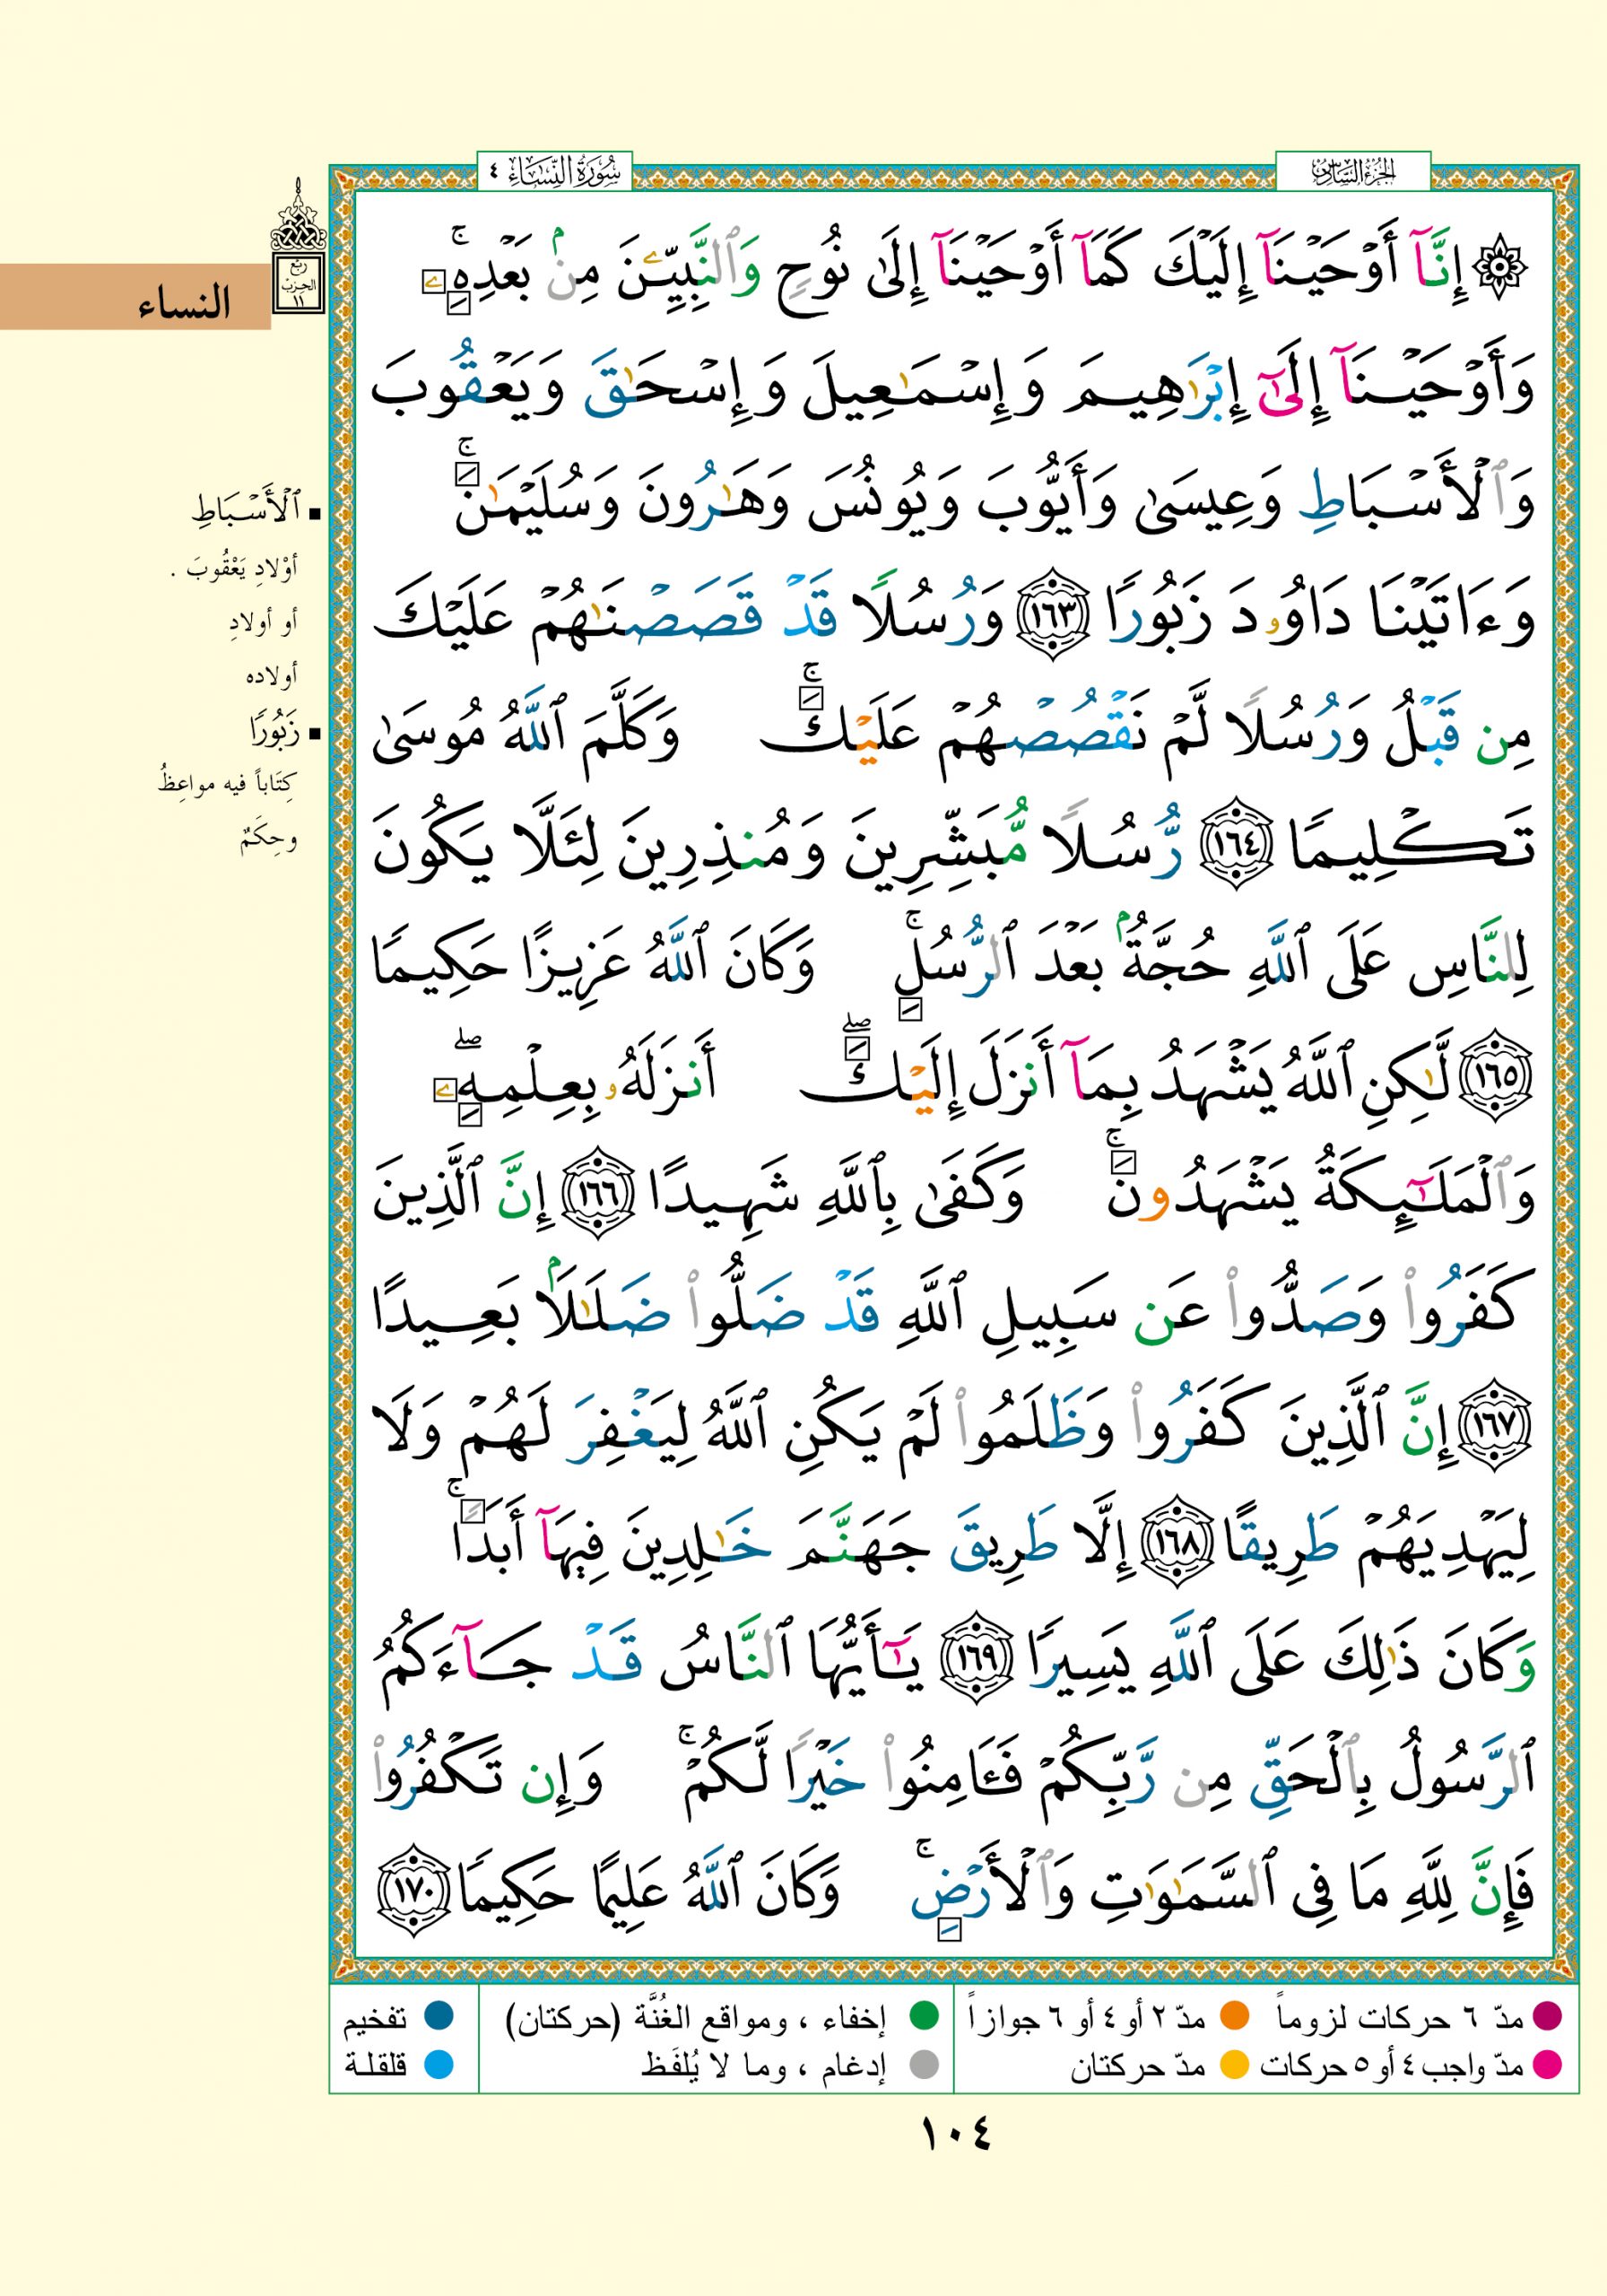 الجزء السادس
سورة النساء ٤
۞ إِنَّآ أَوْحَيْنَآ إِلَيْكَ كَمَآ أَوْحَيْنَآ إِلَىٰ نُوحٍ وَٱلنَّبِيِّـۧنَ مِنۢ بَعْدِهِۦ ۚ
وَأَوْحَيْنَآ إِلَىٰٓ إِبْرَٰهِيمَ وَإِسْمَـٰعِيلَ وَإِسْحَـٰقَ وَيَعْقُوبَ
وَٱلْأَسْبَاطِ وَعِيسَىٰ وَأَيُّوبَ وَيُونُسَ وَهَـٰرُونَ وَسُلَيْمَـٰنَ ۚ
وَءَاتَيْنَا دَاوُۥدَ زَبُورًا ١٦٣ وَرُسُلًا قَدْ قَصَصْنَـٰهُمْ عَلَيْكَ
مِن قَبْلُ وَرُسُلًا لَّمْ نَقْصُصْهُمْ عَلَيْكَ ۚ وَكَلَّمَ ٱللَّهُ مُوسَىٰ
تَكْلِيمًا ١٦٤ رُّسُلًا مُّبَشِّرِينَ وَمُنذِرِينَ لِئَلَّا يَكُونَ
لِلنَّاسِ عَلَى ٱللَّهِ حُجَّةٌۢ بَعْدَ ٱلرُّسُلِ ۚ وَكَانَ ٱللَّهُ عَزِيزًا حَكِيمًا
١٦٥ لَّـٰكِنِ ٱللَّهُ يَشْهَدُ بِمَآ أَنزَلَ إِلَيْكَ ۖ أَنزَلَهُۥ بِعِلْمِهِۦ ۖ
وَٱلْمَلَـٰٓئِكَةُ يَشْهَدُونَ ۚ وَكَفَىٰ بِٱللَّهِ شَهِيدًا ١٦٦ إِنَّ ٱلَّذِينَ
كَفَرُوا۟ وَصَدُّوا۟ عَن سَبِيلِ ٱللَّهِ قَدْ ضَلُّوا۟ ضَلَـٰلًۢا بَعِيدًا
١٦٧ إِنَّ ٱلَّذِينَ كَفَرُوا۟ وَظَلَمُوا۟ لَمْ يَكُنِ ٱللَّهُ لِيَغْفِرَ لَهُمْ وَلَا
لِيَهْدِيَهُمْ طَرِيقًا ١٦٨ إِلَّا طَرِيقَ جَهَنَّمَ خَـٰلِدِينَ فِيهَآ أَبَدًا ۚ
وَكَانَ ذَٰلِكَ عَلَى ٱللَّهِ يَسِيرًا ١٦٩ يَـٰٓأَيُّهَا ٱلنَّاسُ قَدْ جَآءَكُمُ
ٱلرَّسُولُ بِٱلْحَقِّ مِن رَّبِّكُمْ فَـَٔامِنُوا۟ خَيْرًا لَّكُمْ ۚ وَإِن تَكْفُرُوا۟
فَإِنَّ لِلَّهِ مَا فِى ٱلسَّمَـٰوَٰتِ وَٱلْأَرْضِ ۚ وَكَانَ ٱللَّهُ عَلِيمًا حَكِيمًا ١٧٠
ربع
الحزب
١١
النساء
ٱلْأَسْبَاطِ
أوْلادِ يَعْقُوبَ .
أو أولادِ
أولاده
زَبُورًا
كِتَاباً فيه مواعِظُ
وحِكَمٌ
مدّ ٦ حركات لزوماً مدّ ٢ أو ٤ أو ٦ جوازاً إخفاء ، ومواقع الغُنَّة (حركتان) تفخيم
مدّ واجب ٤ أو ٥ حركات مدّ حركتان إدغام ، وما لا يُلفَظ قلقلة
١٠٤